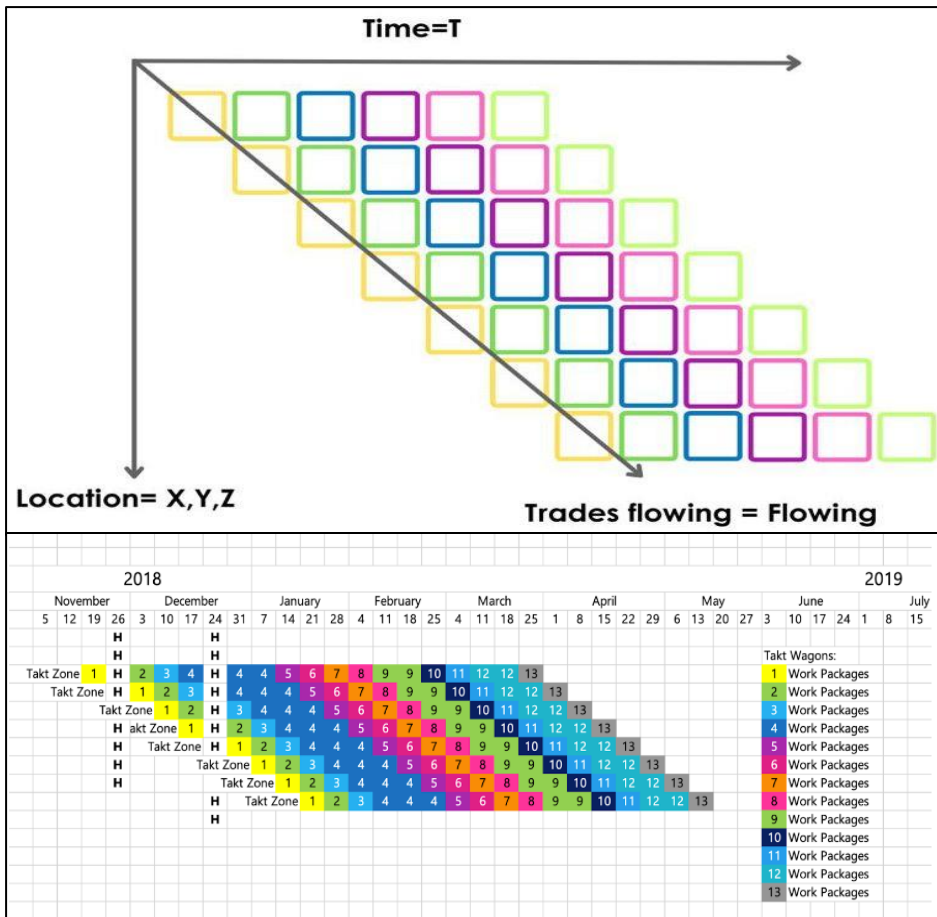 Time=T
Location= X,Y,Z
Trades flowing = Flowing
2018 2019
November December January February March April May June July
5 12 19 26 3 10 17 24 31 7 14 21 28 4 11 18 25 4 11 18 25 1 8 15 22 29 6 13 20 27 3 10 17 24 1 8 15
H H
H H Takt Wagons:
Takt Zone 1 H 2 3 4 H 4 4 5 6 7 8 9 9 10 11 12 12 13 1 Work Packages
Takt Zone H 1 2 3 H 4 4 4 5 6 7 8 9 9 10 11 12 12 13 2 Work Packages
Takt Zone 1 2 H 3 4 4 4 5 6 7 8 9 9 10 11 12 12 13 3 Work Packages
H akt Zone 1 H 2 3 4 4 4 5 6 7 8 9 9 10 11 12 12 13 4 Work Packages
H Takt Zone H 1 2 3 4 4 4 5 6 7 8 9 9 10 11 12 12 13 5 Work Packages
H Takt Zone 1 2 3 4 4 4 5 6 7 8 9 9 10 11 12 12 13 6 Work Packages
H Takt Zone 1 2 3 4 4 4 5 6 7 8 9 9 10 11 12 12 13 7 Work Packages
H Takt Zone 1 2 3 4 4 4 5 6 7 8 9 9 10 11 12 12 13 8 Work Packages
H 9 Work Packages
10 Work Packages
11 Work Packages
12 Work Packages
13 Work Packages